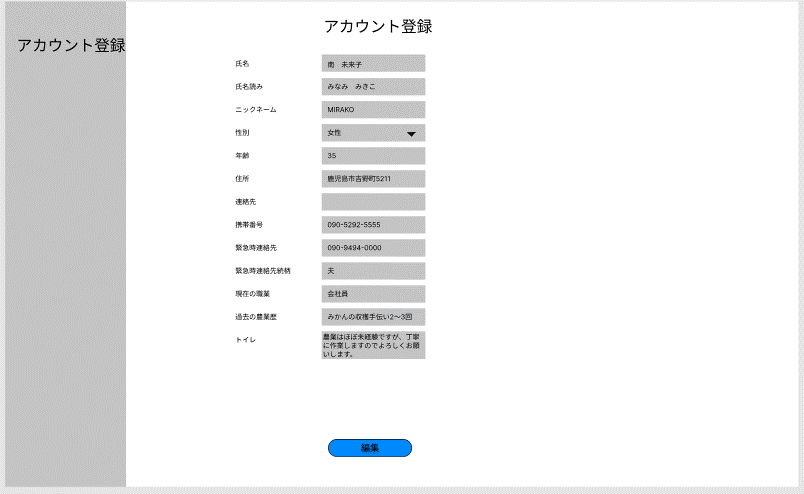 アカウント登録
アカウント登録
氏名 南　未来子
氏名読み みなみ　みきこ
ニックネーム MIRAKO
性別 女性
年齢 35
住所 鹿児島市吉野町5211
連絡先
携帯番号 090-5292-5555
緊急時連絡先 090-9494-0000
緊急時連絡先続柄 夫
現在の職業 会社員
過去の農業歴 みかんの収穫手伝い2〜3回
トイレ 農業はほぼ未経験ですが、丁寧
に作業しますのでよろしくお願
いします。
編集